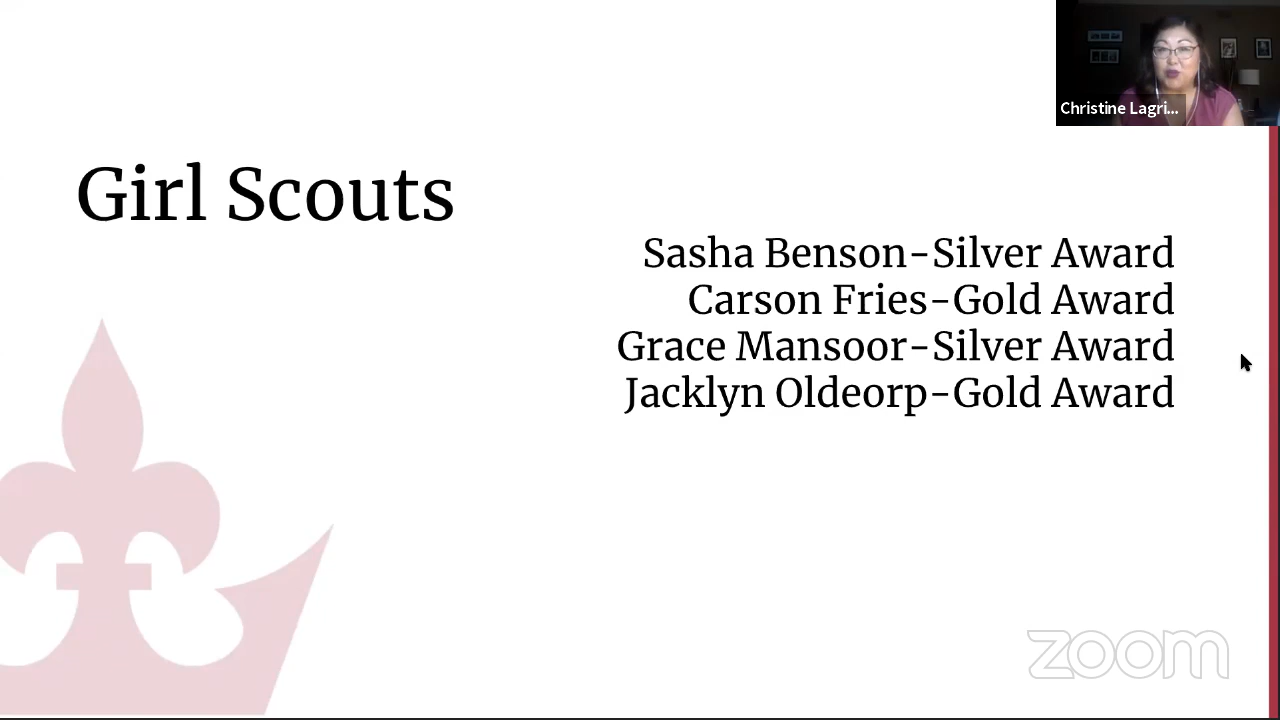 Christine Lagri...
Girl Scouts
Sasha Benson-Silver Award
Carson Fries-Gold Award
Grace Mansoor-Silver Award
Jacklyn Oldeorp-Gold Award
zoom